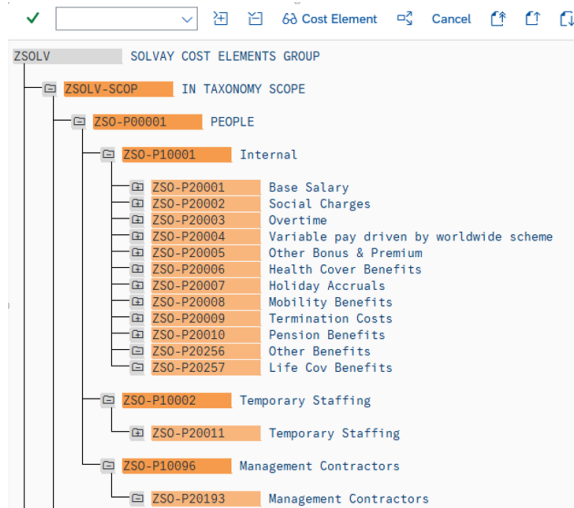 Cost Element Cancel
ZSOLV SOLVAY COST ELEMENTS GROUP
ZSOLV-SCOP IN TAXONOMY SCOPE
ZSO-P00001 PEOPLE
ZSO-P10001 Internal
ZSO-P20001 Base Salary
ZSO-P20002 Social Charges
ZSO-P20003 Overtime
ZSO-P20004 Variable pay driven by worldwide scheme
ZSO-P20005 Other Bonus & Premium
ZSO-P20006 Health Cover Benefits
ZSO-P20007 Holiday Accruals
ZSO-P20008 Mobility Benefits
ZSO-P20009 Termination Costs
ZSO-P20010 Pension Benefits
ZSO-P20256 Other Benefits
ZSO-P20257 Life Cov Benefits
ZSO-P10002 Temporary Staffing
ZSO-P20011 Temporary Staffing
ZSO-P10096 Management Contractors
ZSO-P20193 Management Contractors